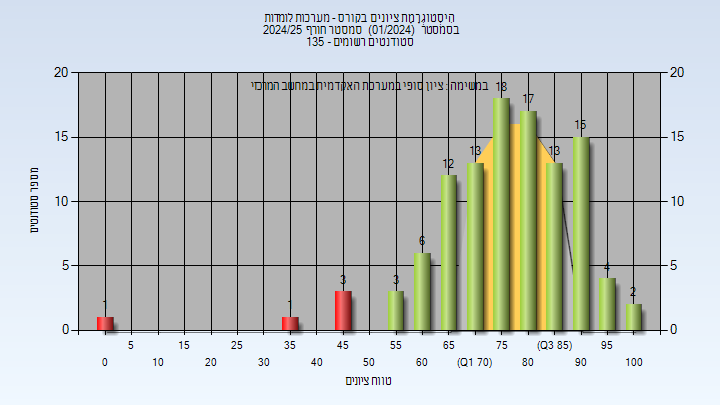 היסטוגרמת ציונים בקורס - מערכות לומדות
בסמסטר (01/2024) סמסטר חורף 2024/25
סטודנטים רשומים - 135
במשימה : ציון סופי במערכת האקדמית במחשב המרכזי
20 20
15 15
10 10
5 5
0 0
מספר סטודנטים
1 1 3 3 6 12 13 18 17 13 15 4 2
5 15 25 35 45 55 65 75 (Q3 85) 95
0 10 20 30 40 50 60 (Q1 70) 80 90 100
טווח ציונים